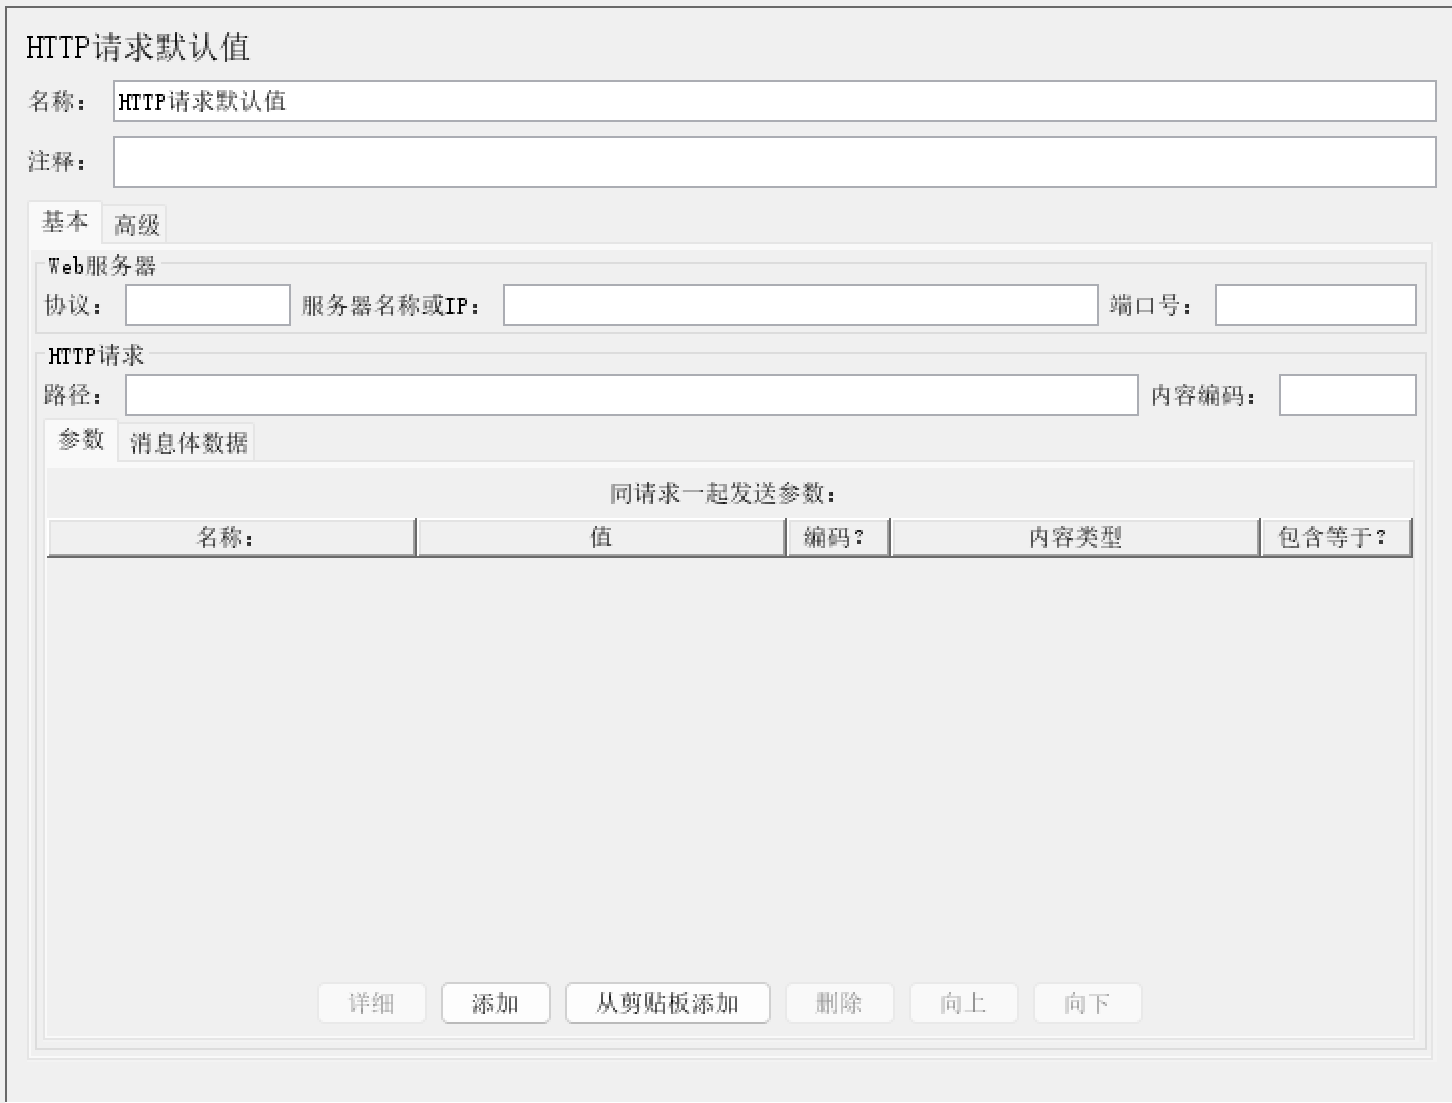 HTTP请求默认值
名称： HTTP请求默认值
注释：
基本 高级
Web服务器
协议： 服务器名称或IP： 端口号：
HTTP请求
路径： 内容编码：
参数 消息体数据
同请求一起发送参数：
名称： 值 编码？ 内容类型 包含等于？
详细 添加 从剪贴板添加 删除 向上 向下